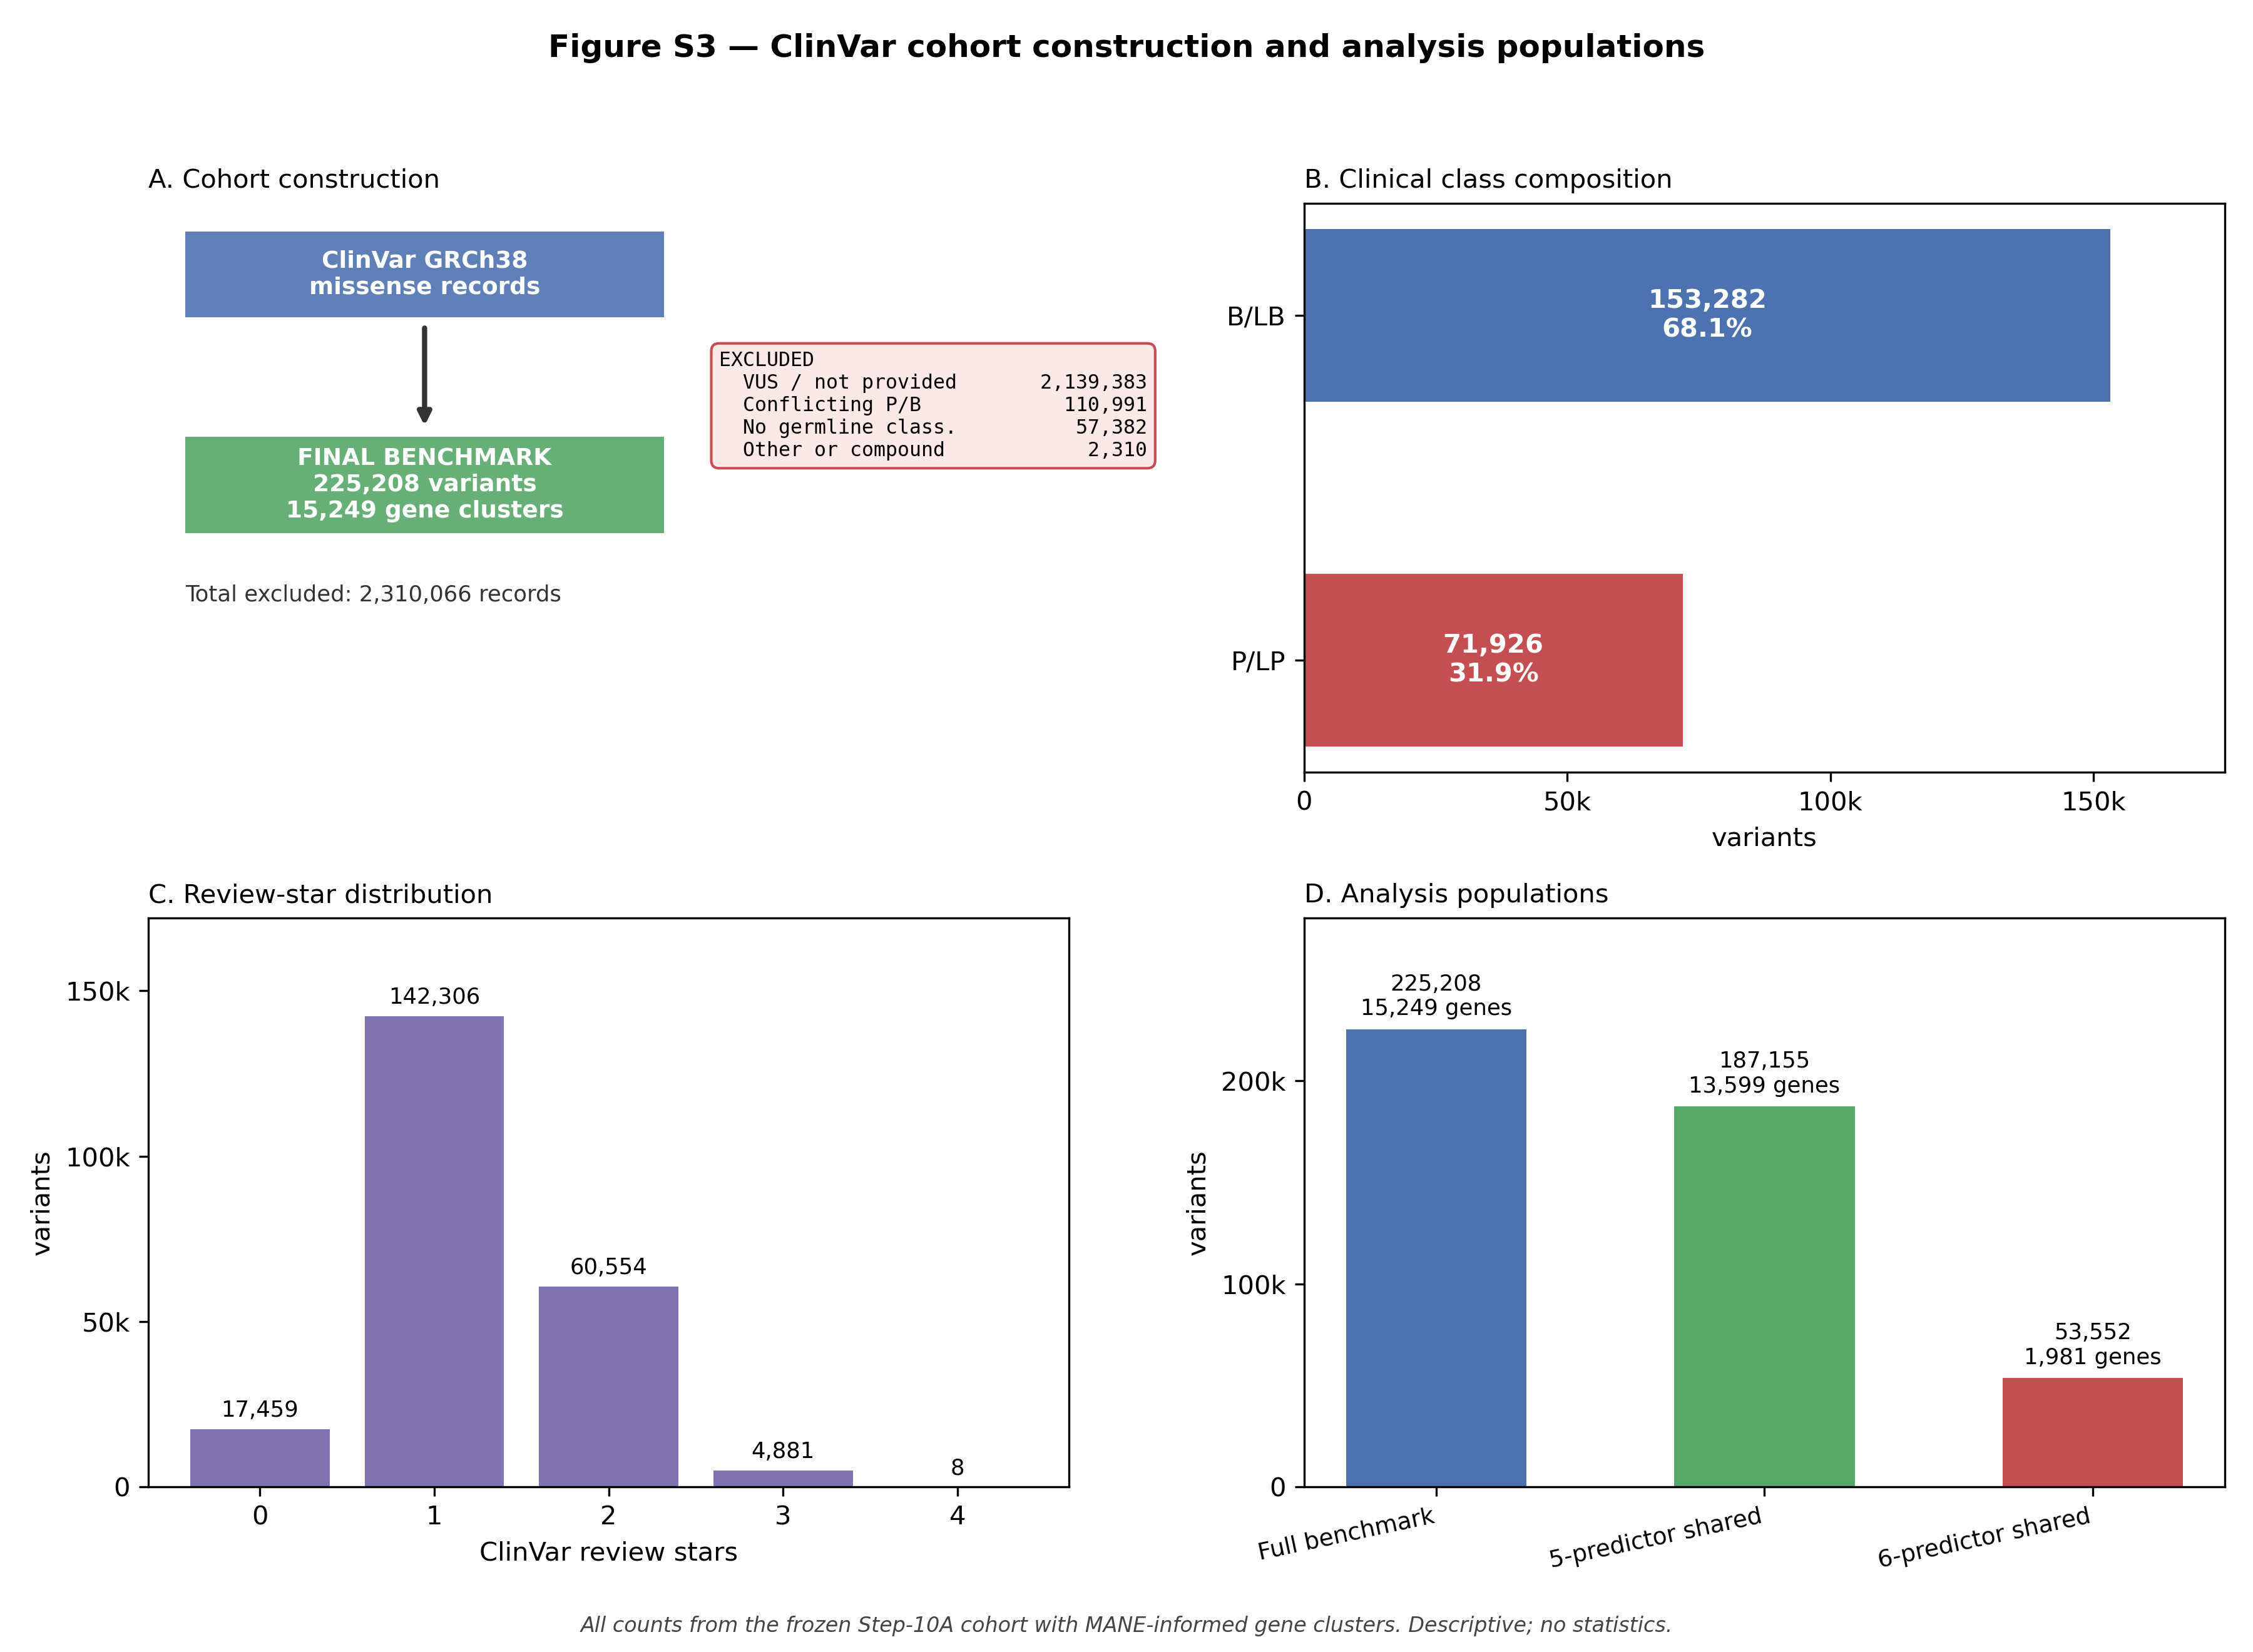 Figure S3 — ClinVar cohort construction and analysis populations
A. Cohort construction
ClinVar GRCh38
missense records
EXCLUDED
VUS / not provided 2,139,383
Conflicting P/B 110,991
No germline class. 57,382
Other or compound 2,310
FINAL BENCHMARK
225,208 variants
15,249 gene clusters
Total excluded: 2,310,066 records
B. Clinical class composition
B/LB
153,282
68.1%
P/LP
71,926
31.9%
0 50k 100k 150k
variants
C. Review-star distribution
variants
150k
100k
50k
0
17,459
142,306
60,554
4,881
8
0 1 2 3 4
ClinVar review stars
D. Analysis populations
variants
200k
100k
0
225,208
15,249 genes
187,155
13,599 genes
53,552
1,981 genes
Full benchmark
5-predictor shared
6-predictor shared
All counts from the frozen Step-10A cohort with MANE-informed gene clusters. Descriptive; no statistics.